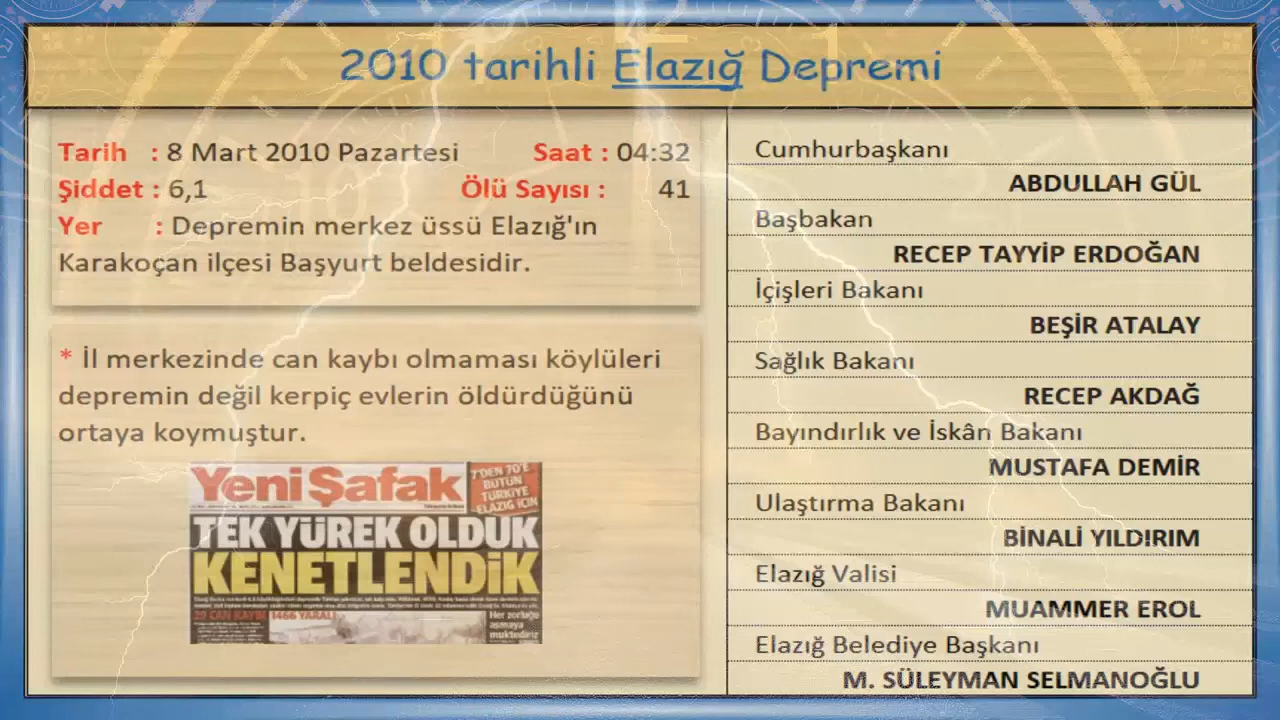 2010 tarihli Elazığ Depremi
Tarih : 8 Mart 2010 Pazartesi Saat : 04:32
Şiddet : 6,1 Ölü Sayısı : 41
Yer : Depremin merkez üssü Elazığ'ın
Karakoçan ilçesi Başyurt beldesidir.
* İl merkezinde can kaybı olmaması köylüleri
depremin değil kerpiç evlerin öldürdüğünü
ortaya koymuştur.
Yeni Şafak
7'DEN 70'E
BÜTÜN
TÜRKİYE
ELAZIĞ İÇİN
TEK YÜREK OLDUK
KENETLENDİK
1466 YARALI
Her zorluğu
aşmaya
muktediriz
Cumhurbaşkanı
ABDULLAH GÜL
Başbakan
RECEP TAYYİP ERDOĞAN
İçişleri Bakanı
BEŞİR ATALAY
Sağlık Bakanı
RECEP AKDAĞ
Bayındırlık ve İskân Bakanı
MUSTAFA DEMİR
Ulaştırma Bakanı
BİNALİ YILDIRIM
Elazığ Valisi
MUAMMER EROL
Elazığ Belediye Başkanı
M. SÜLEYMAN SELMANOĞLU